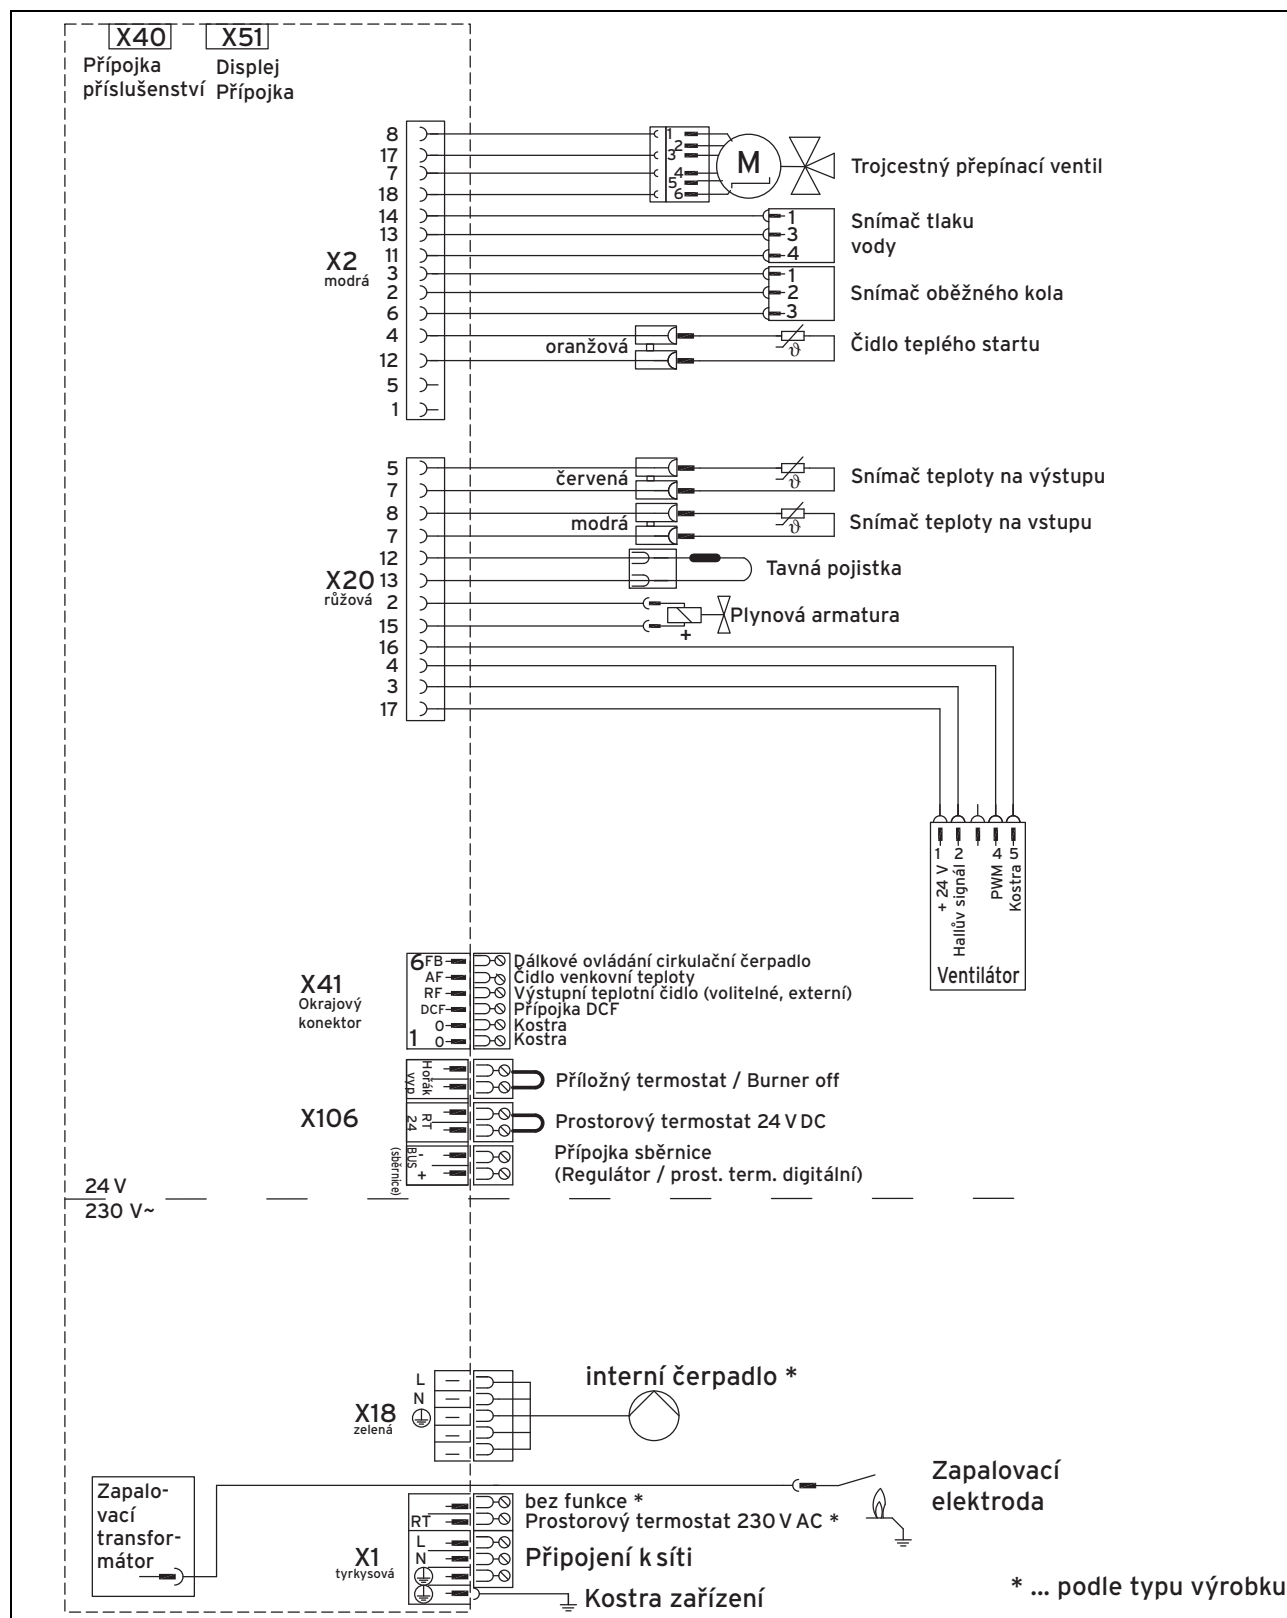 X40 X51
Přípojka
příslušenství
Displej
Přípojka
X2
modrá
8
17
7
18
14
13
11
3
2
6
4
12
5
1
1
2
3
4
5
6
M
Trojcestný přepínací ventil
1
3
4
Snímač tlaku
vody
1
2
3
Snímač oběžného kola
oranžová
ϑ
Čidlo teplého startu
X20
růžová
5
7
8
7
12
13
2
15
16
4
3
17
červená
ϑ
Snímač teploty na výstupu
modrá
ϑ
Snímač teploty na vstupu
Tavná pojistka
+
Plynová armatura
1 2 4 5
+ 24 V
Hallův signál
PWM
Kostra
Ventilátor
X41
Okrajový
konektor
6 FB Dálkové ovládání cirkulační čerpadlo
AF Čidlo venkovní teploty
RF Výstupní teplotní čidlo (volitelné, externí)
DCF Přípojka DCF
0 Kostra
1 0 Kostra
X106
Hořák
vyp
Příložný termostat / Burner off
RT
24
Prostorový termostat 24 V DC
BUS
(sběrnice)
- +
Přípojka sběrnice
(Regulátor / prost. term. digitální)
24 V
230 V~
X18
zelená
L
N
interní čerpadlo *
Zapalo-
vací
transfor-
mátor
Zapalovací
elektroda
X1
tyrkysová
bez funkce *
RT Prostorový termostat 230 V AC *
L
N
Připojení k síti
Kostra zařízení
* ... podle typu výrobku